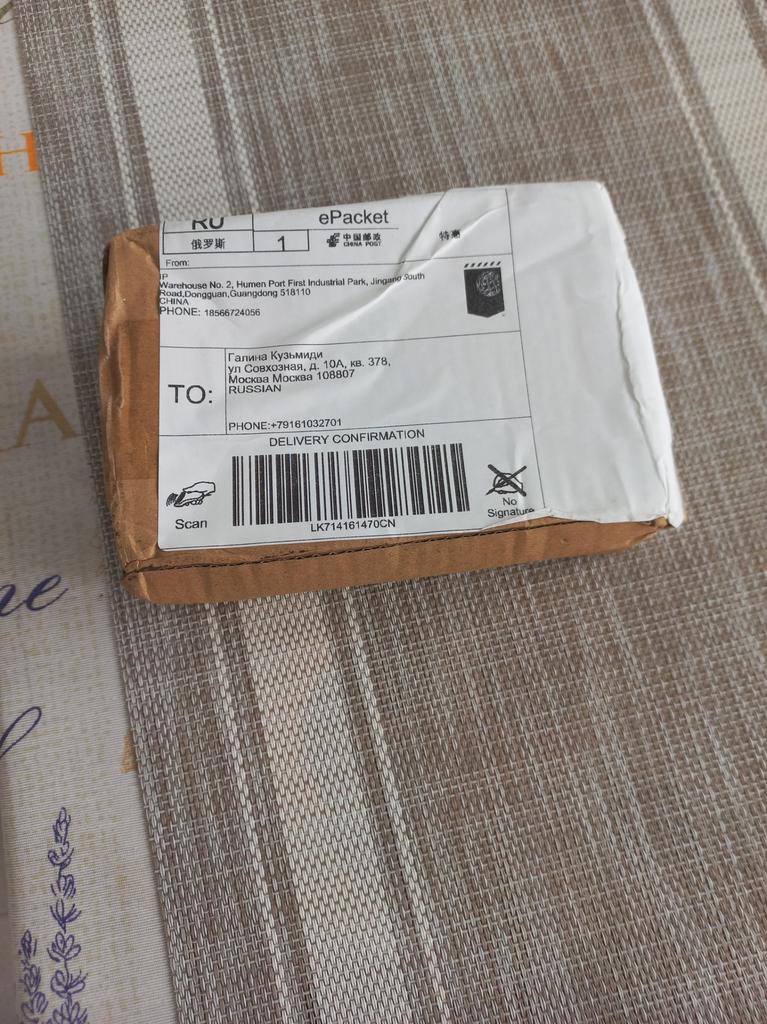 RU
ePacket
俄罗斯
1
中国邮政
CHINA POST
特惠
From:
IP
Warehouse No. 2, Humen Port First Industrial Park, Jingang South
Road,Dongguan,Guangdong 518110
CHINA
PHONE: 18566724056
TO:
Галина Кузьмиди
ул Совхозная, д. 10А, кв. 378,
Москва Москва 108807
RUSSIAN
PHONE:+79161032701
DELIVERY CONFIRMATION
Scan
LK714161470CN
No
Signature
H
A
ne